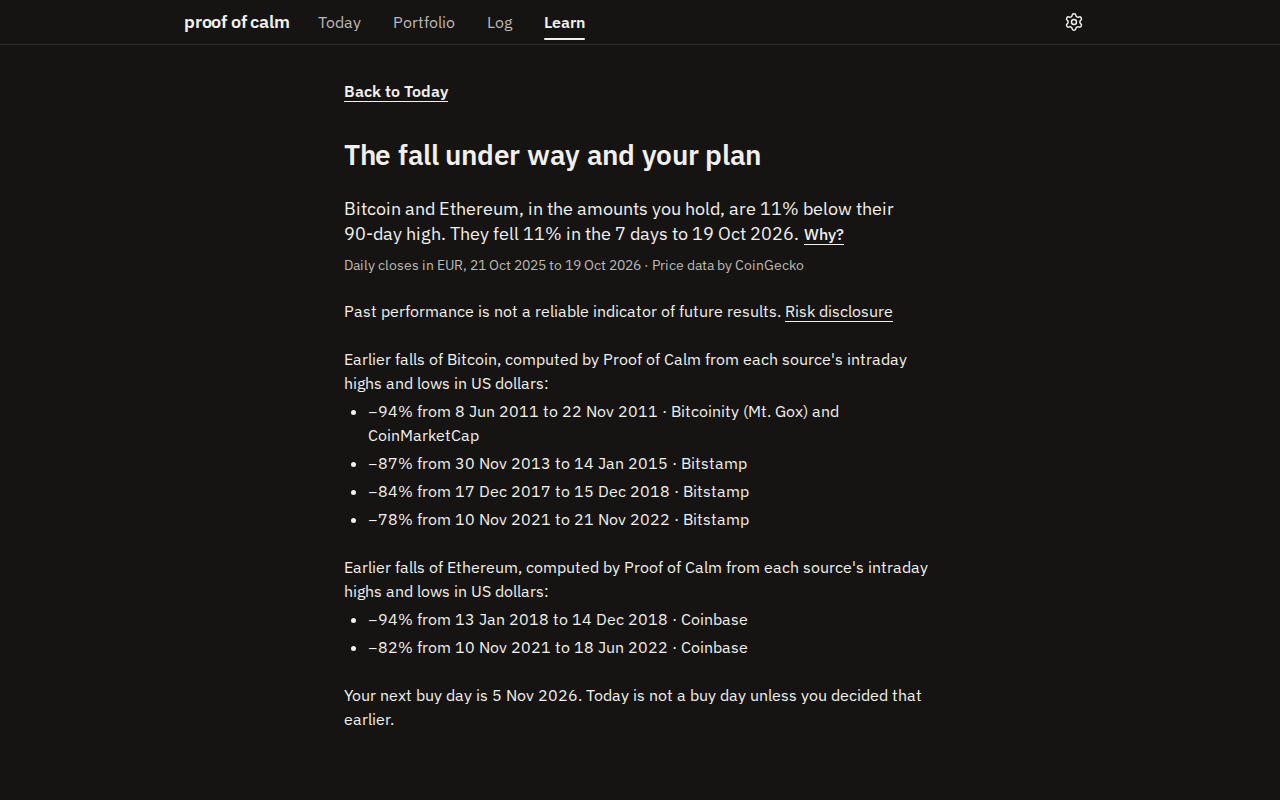 proof of calm Today Portfolio Log Learn
Back to Today
The fall under way and your plan
Bitcoin and Ethereum, in the amounts you hold, are 11% below their
90-day high. They fell 11% in the 7 days to 19 Oct 2026. Why?
Daily closes in EUR, 21 Oct 2025 to 19 Oct 2026 · Price data by CoinGecko
Past performance is not a reliable indicator of future results. Risk disclosure
Earlier falls of Bitcoin, computed by Proof of Calm from each source's intraday
highs and lows in US dollars:
• −94% from 8 Jun 2011 to 22 Nov 2011 · Bitcoinity (Mt. Gox) and
CoinMarketCap
• −87% from 30 Nov 2013 to 14 Jan 2015 · Bitstamp
• −84% from 17 Dec 2017 to 15 Dec 2018 · Bitstamp
• −78% from 10 Nov 2021 to 21 Nov 2022 · Bitstamp
Earlier falls of Ethereum, computed by Proof of Calm from each source's intraday
highs and lows in US dollars:
• −94% from 13 Jan 2018 to 14 Dec 2018 · Coinbase
• −82% from 10 Nov 2021 to 18 Jun 2022 · Coinbase
Your next buy day is 5 Nov 2026. Today is not a buy day unless you decided that
earlier.